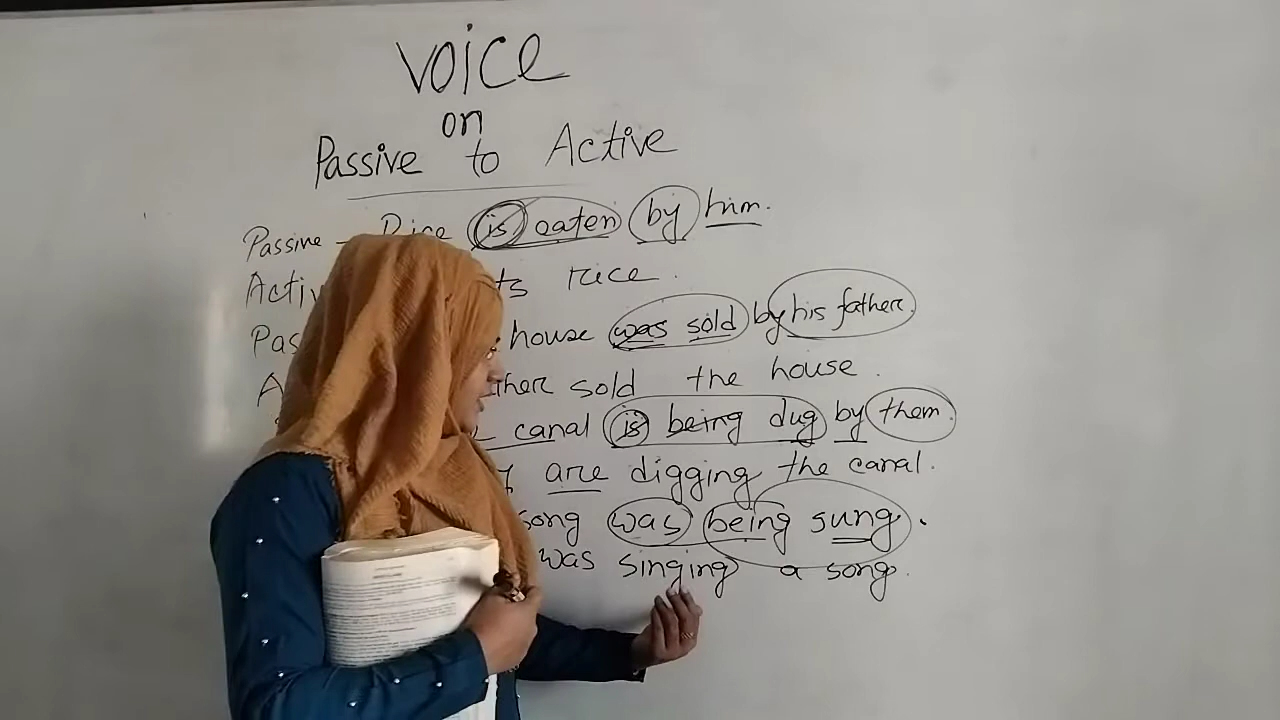 Voice
on
Passive to Active
Passive - Rice is eaten by him.
Activ ts rice.
Pas house was sold by his father.
A ther sold the house.
canal is being dug by them.
are digging the canal.
song was being sung.
was singing a song.